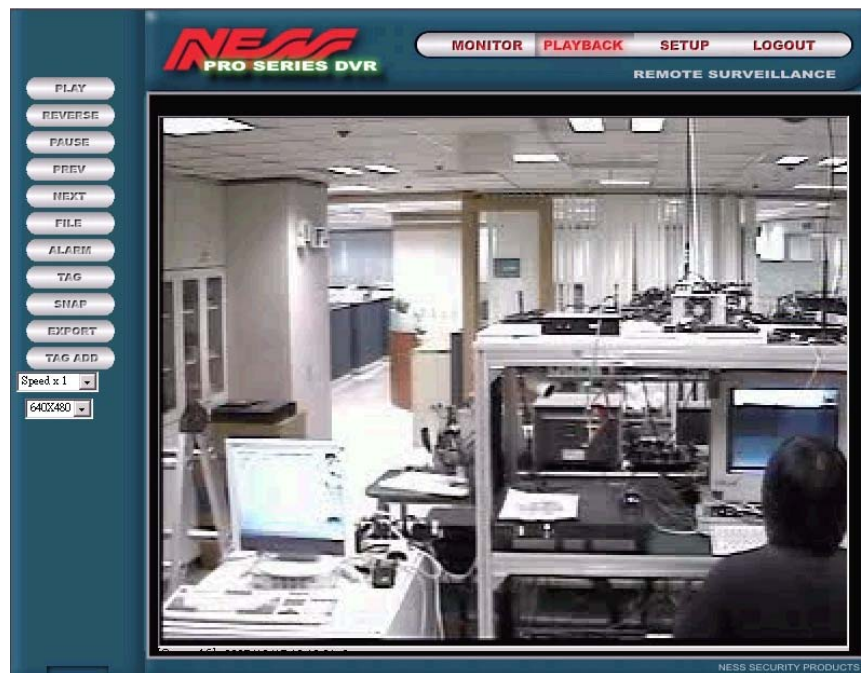 NESS
PRO SERIES DVR
MONITOR PLAYBACK SETUP LOGOUT
REMOTE SURVEILLANCE
PLAY
REVERSE
PAUSE
PREV
NEXT
FILE
ALARM
TAG
SNAP
EXPORT
TAG ADD
Speed x 1
640X480
NESS SECURITY PRODUCTS